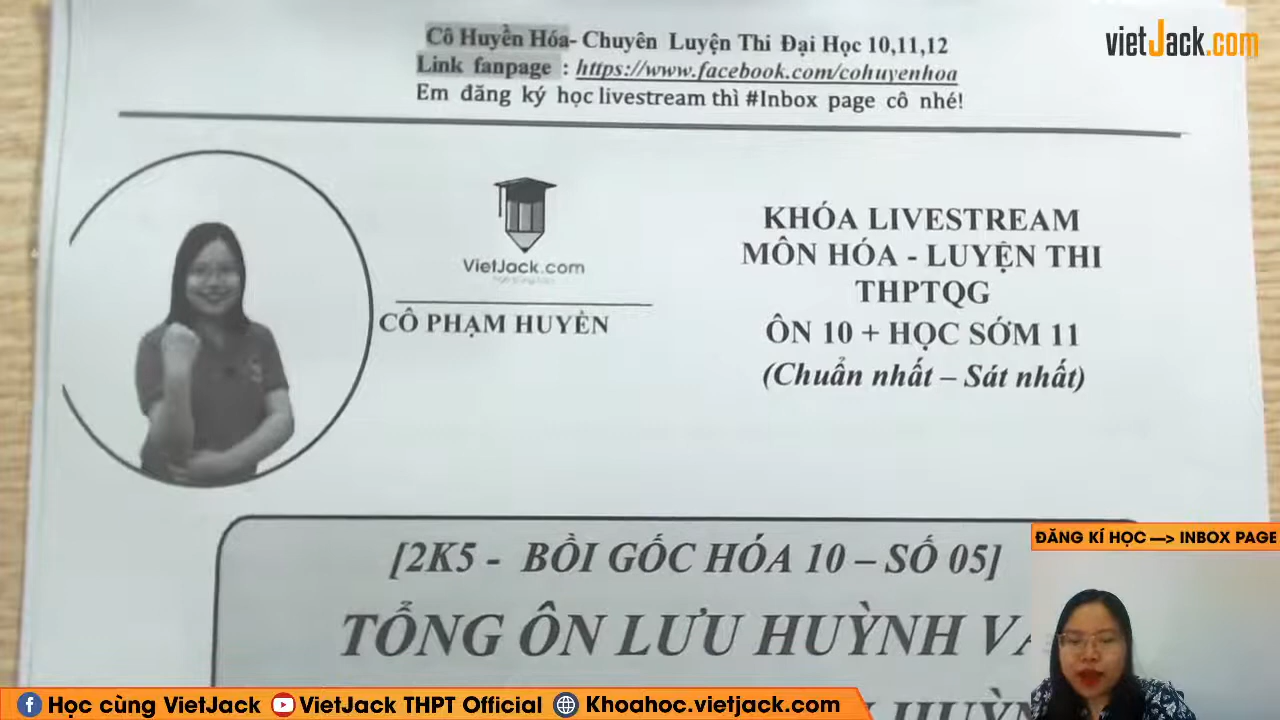 vietJack.com
Cô Huyền Hóa- Chuyên Luyện Thi Đại Học 10,11,12
Link fanpage : https://www.facebook.com/cohuyenhoa
Em đăng ký học livestream thì #Inbox page cô nhé!
VietJack.com
CÔ PHẠM HUYỀN
KHÓA LIVESTREAM
MÔN HÓA - LUYỆN THI
THPTQG
ÔN 10 + HỌC SỚM 11
(Chuẩn nhất – Sát nhất)
[2K5 - BỒI GỐC HÓA 10 – SỐ 05]
TỔNG ÔN LƯU HUỲNH
ĐĂNG KÍ HỌC —> INBOX PAGE
Học cùng VietJack VietJack THPT Official Khoahoc.vietjack.com